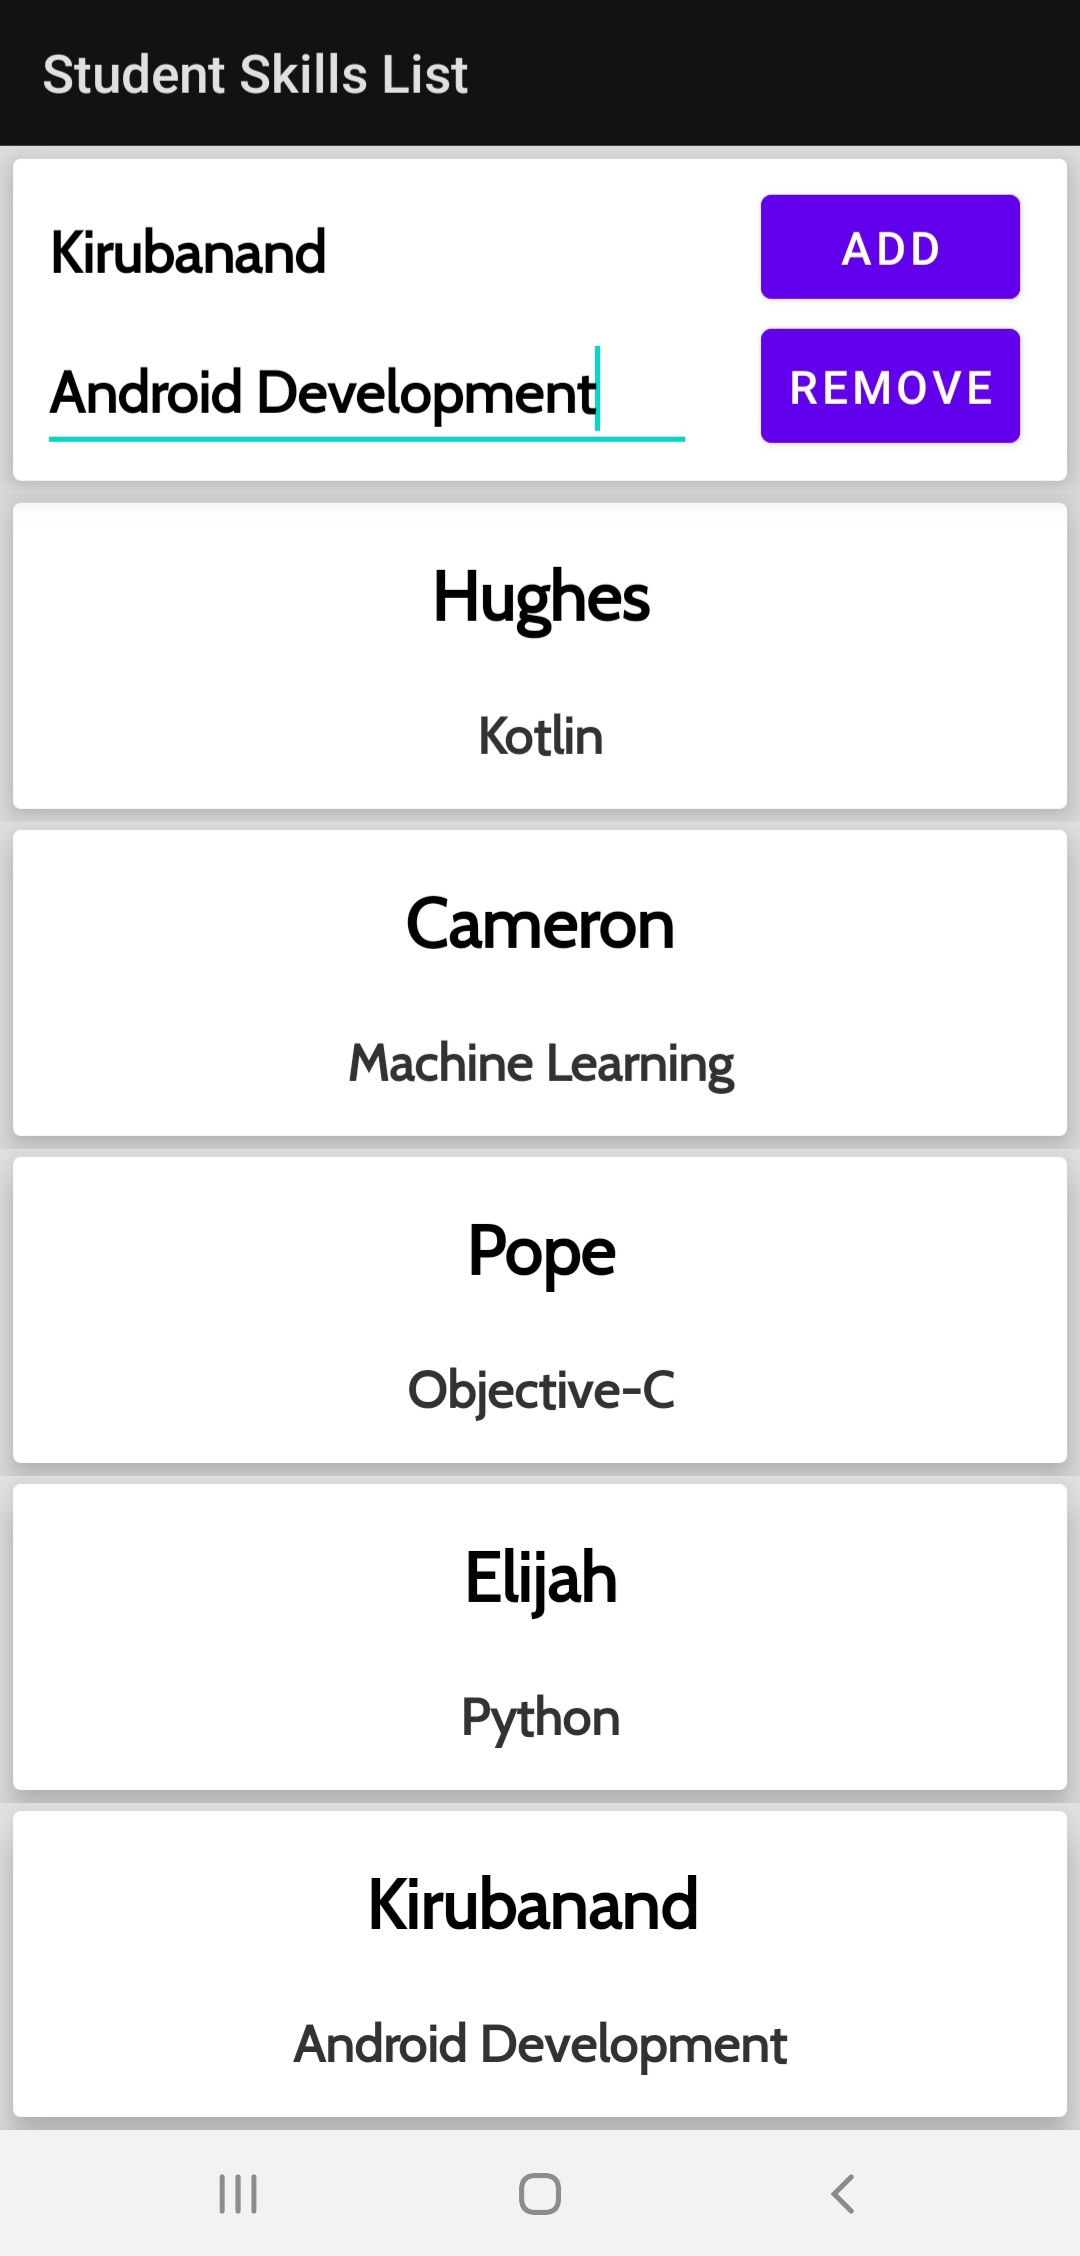 Student Skills List
Kirubanand
ADD
Android Development
REMOVE
Hughes
Kotlin
Cameron
Machine Learning
Pope
Objective-C
Elijah
Python
Kirubanand
Android Development